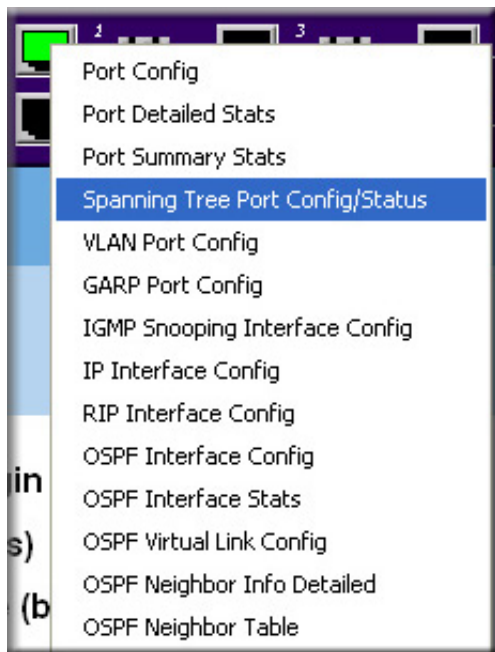 1 3
Port Config
Port Detailed Stats
Port Summary Stats
Spanning Tree Port Config/Status
VLAN Port Config
GARP Port Config
IGMP Snooping Interface Config
IP Interface Config
RIP Interface Config
OSPF Interface Config
in
OSPF Interface Stats
s)
OSPF Virtual Link Config
OSPF Neighbor Info Detailed
(b
OSPF Neighbor Table